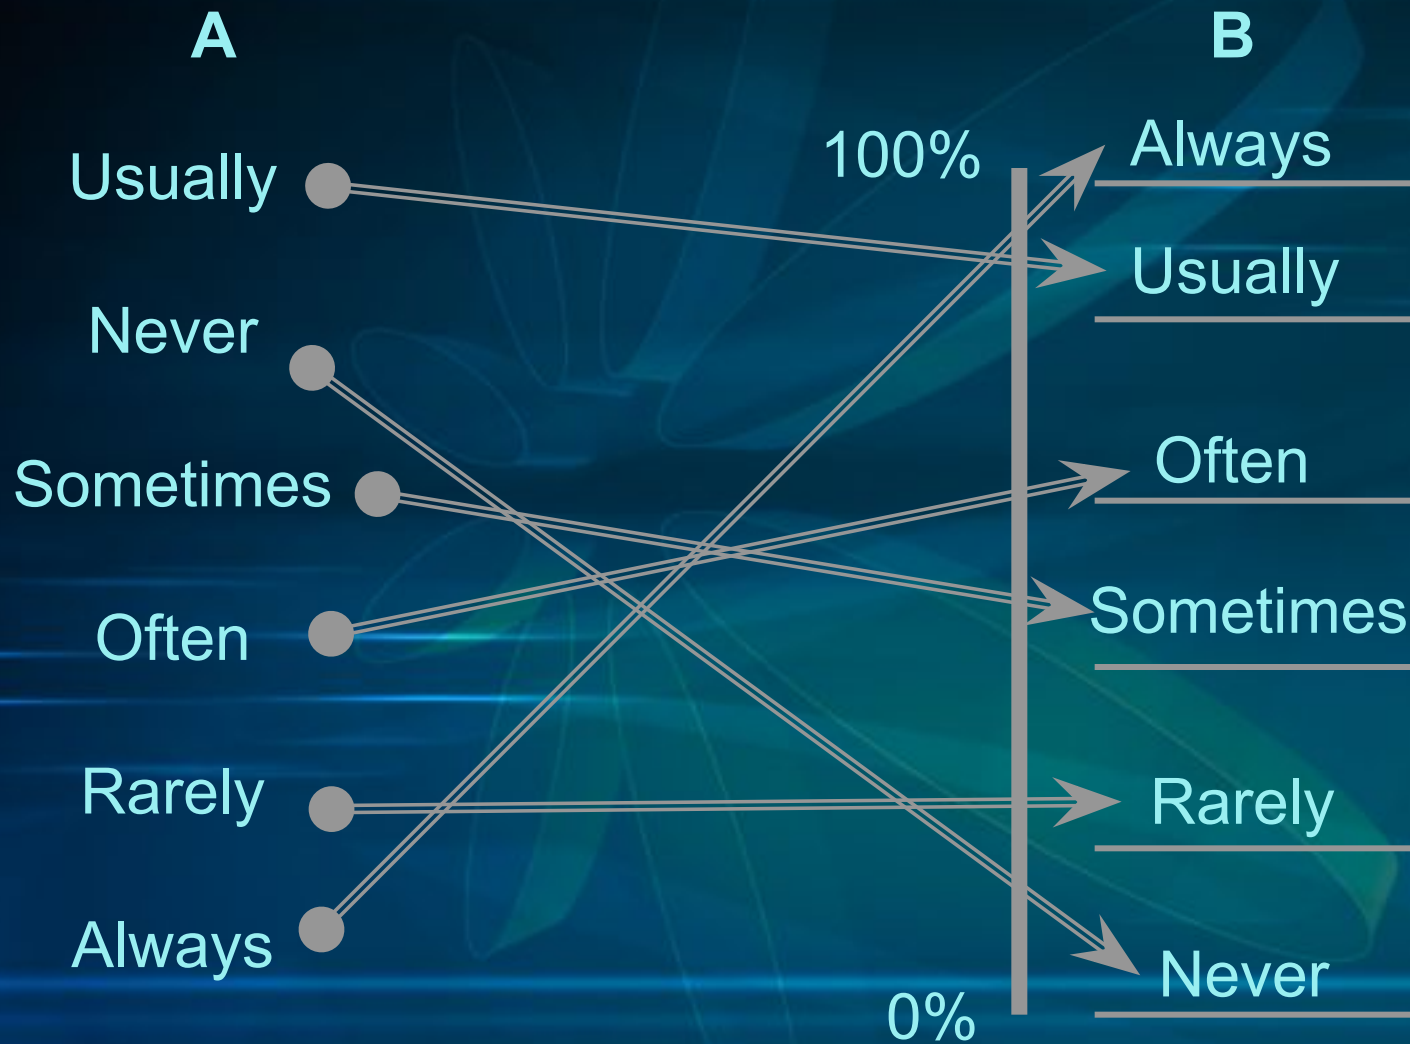 A
B
Usually
Never
Sometimes
Often
Rarely
Always
100%
0%
Always
Usually
Often
Sometimes
Rarely
Never